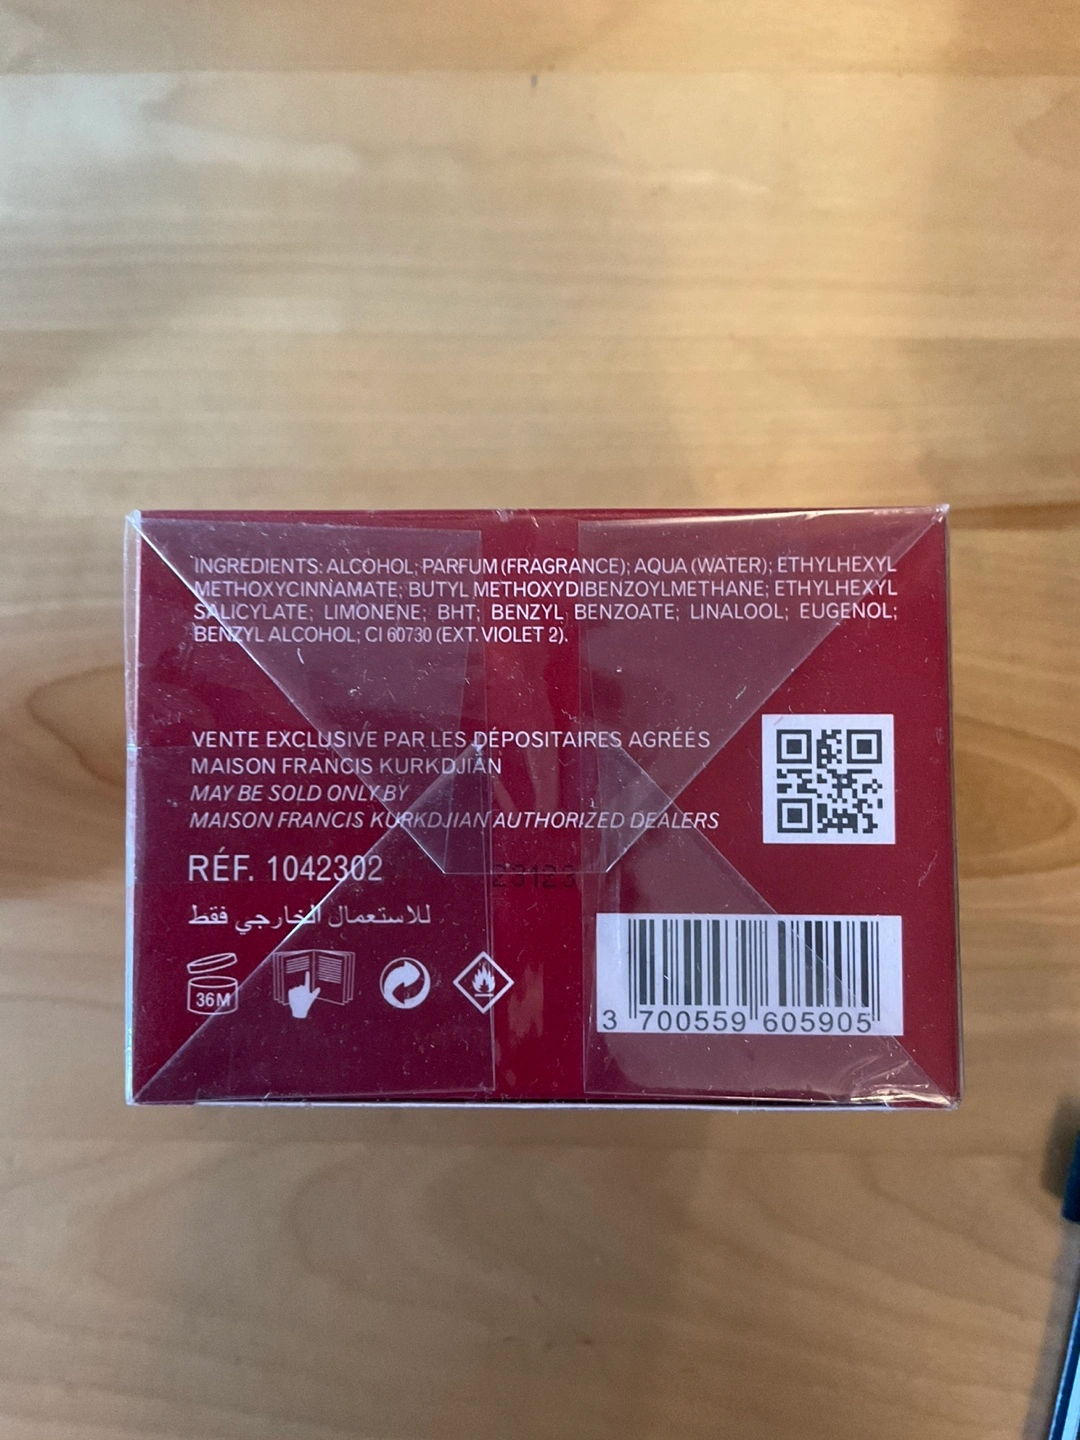 INGREDIENTS: ALCOHOL; PARFUM (FRAGRANCE); AQUA (WATER); ETHYLHEXYL
METHOXYCINNAMATE; BUTYL METHOXYDIBENZOYLMETHANE; ETHYLHEXYL
SALICYLATE; LIMONENE; BHT; BENZYL BENZOATE; LINALOOL; EUGENOL;
BENZYL ALCOHOL; CI 60730 (EXT. VIOLET 2).
VENTE EXCLUSIVE PAR LES DÉPOSITAIRES AGRÉÉS
MAISON FRANCIS KURKDJIAN
MAY BE SOLD ONLY BY
MAISON FRANCIS KURKDJIAN AUTHORIZED DEALERS
RÉF. 1042302
للاستعمال الخارجي فقط
36M
3 700559 605905